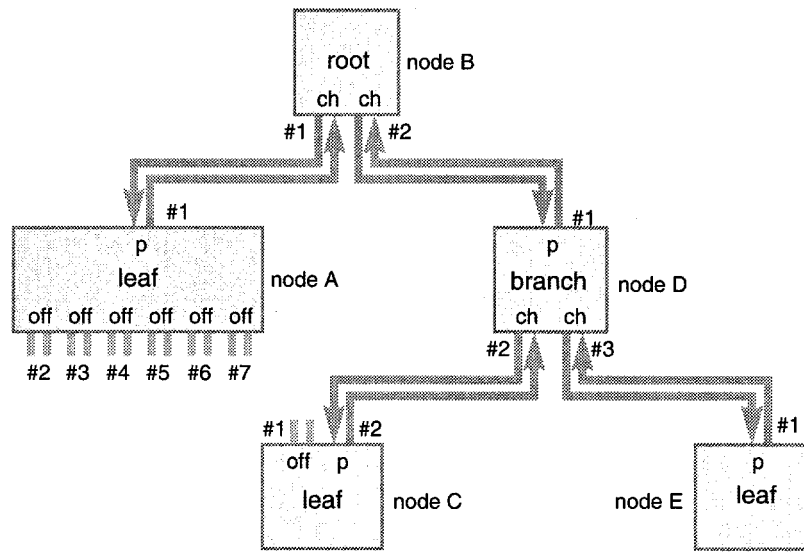 root node B
ch ch
#1 #2
#1 #1
p p
leaf node A branch node D
off off off off off off ch ch
#2 #3 #4 #5 #6 #7 #2 #3
#1 #2 #1
off p p
leaf node C node E leaf